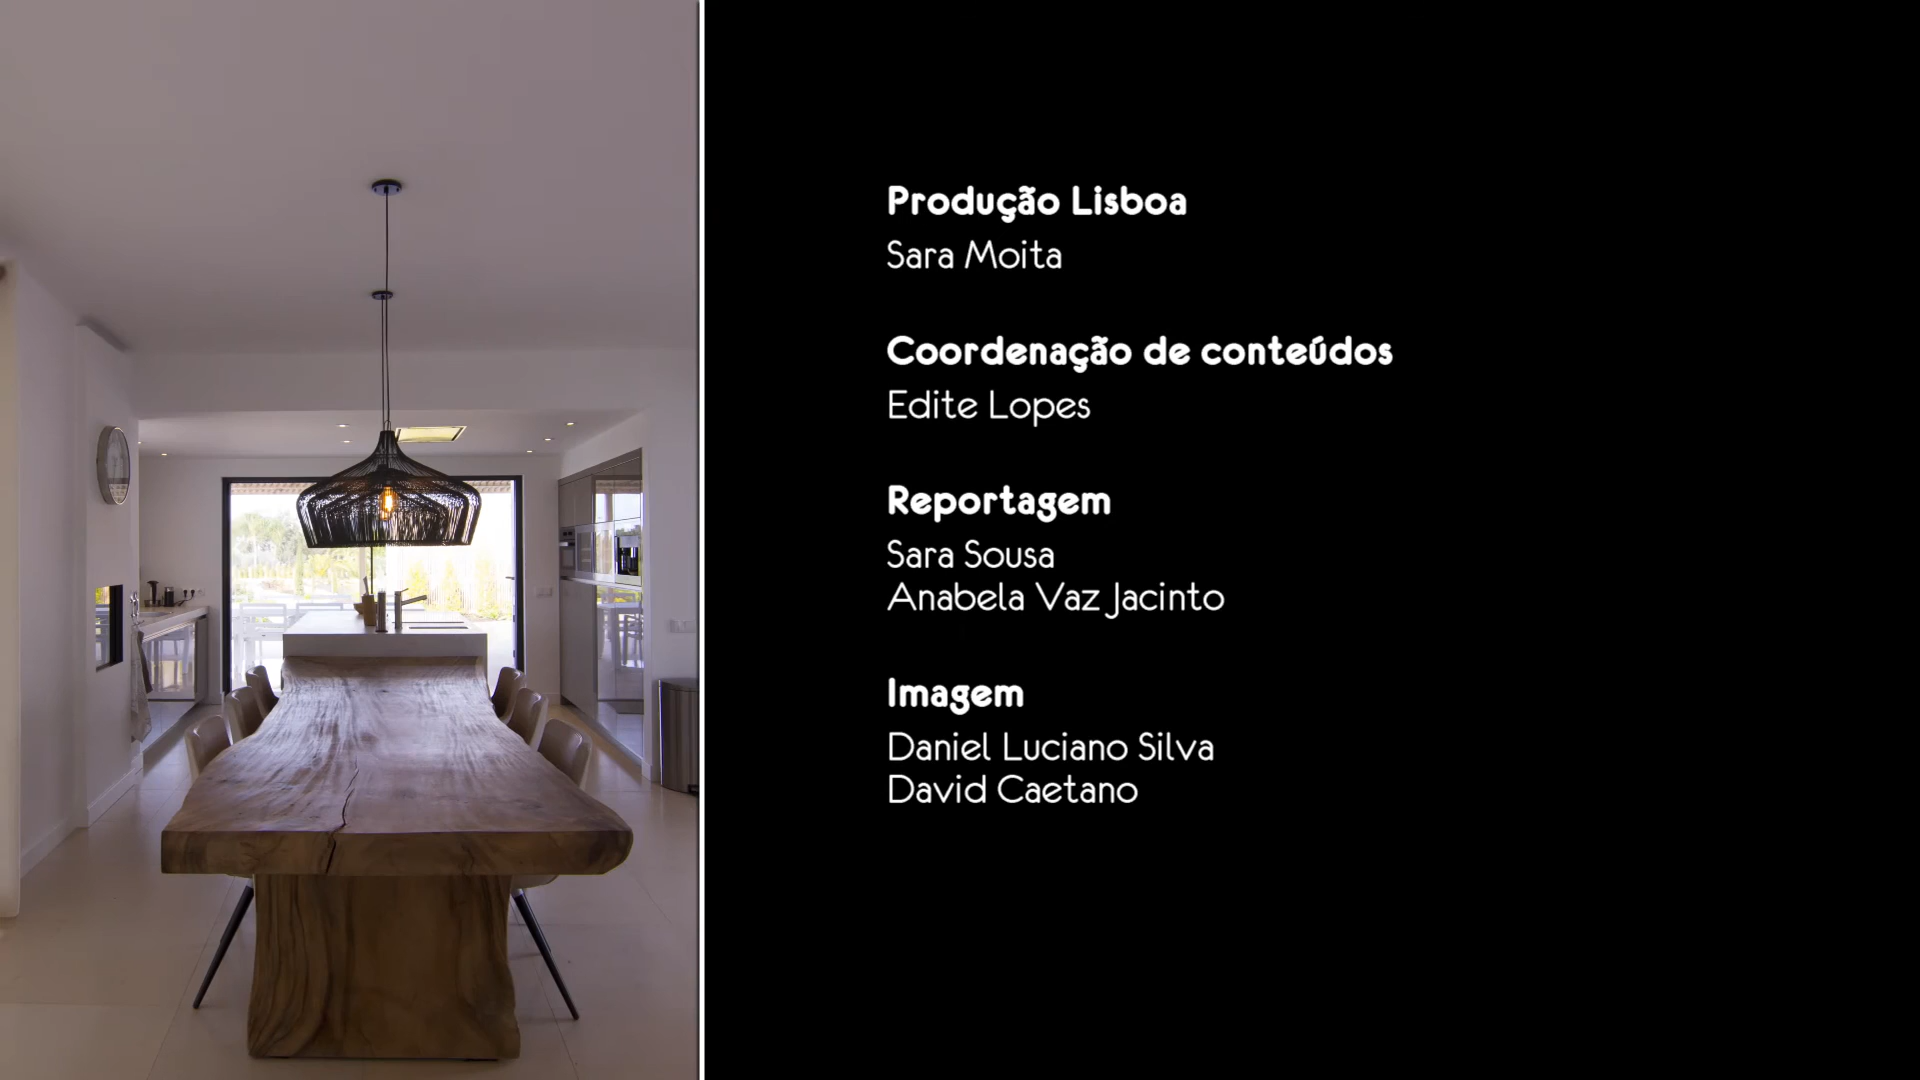 Produção Lisboa
Sara Moita
Coordenação de conteúdos
Edite Lopes
Reportagem
Sara Sousa
Anabela Vaz Jacinto
Imagem
Daniel Luciano Silva
David Caetano